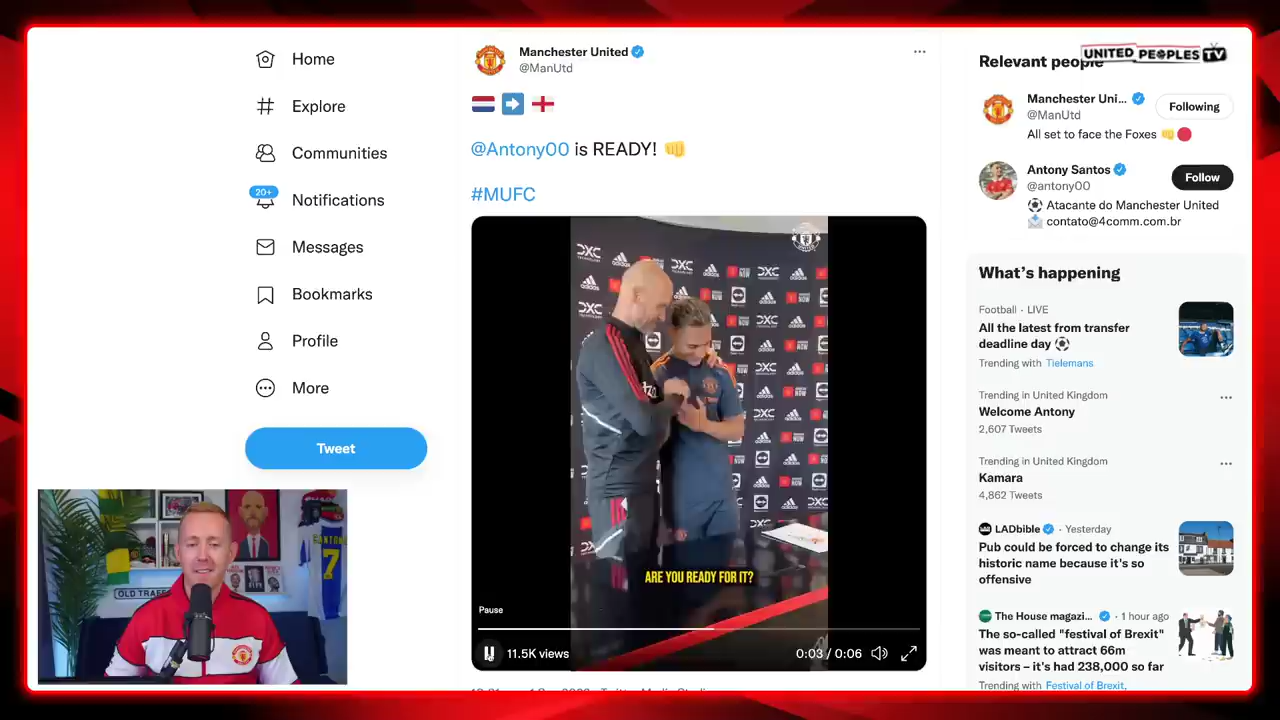 Home
Explore
Communities
20+
Notifications
Messages
Bookmarks
Profile
More
Tweet
OLD TRAFF
7
Manchester United
@ManUtd
@Antony00 is READY!
#MUFC
DXC
adidas
ARE YOU READY FOR IT?
Pause
11.5K views
0:03 / 0:06
UNITED PEOPLES TV
Relevant people
Manchester Uni...
Following
@ManUtd
All set to face the Foxes
Antony Santos
Follow
@antony00
Atacante do Manchester United
contato@4comm.com.br
What's happening
Football · LIVE
All the latest from transfer
deadline day
Trending with Tielemans
Trending in United Kingdom
Welcome Antony
2,607 Tweets
Trending in United Kingdom
Kamara
4,862 Tweets
LADbible · Yesterday
Pub could be forced to change its
historic name because it's so
offensive
The House magazi... · 1 hour ago
The so-called "festival of Brexit"
was meant to attract 66m
visitors – it's had 238,000 so far
Trending with Festival of Brexit,